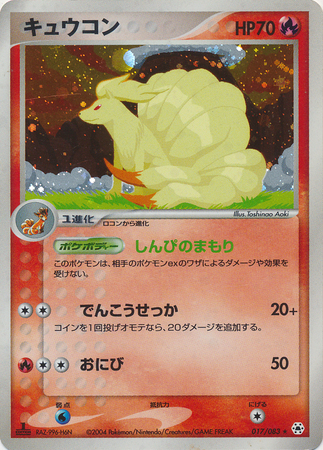 キュウコン HP70
Illus.Toshinao Aoki
1進化 ロコンから進化
ポケボディー しんぴのまもり
このポケモンは、相手のポケモンexのワザによるダメージや効果を
受けない。
でんこうせっか 20+
コインを1回投げオモテなら、20ダメージを追加する。
おにび 50
弱点 抵抗力 にげる
1
RAZ-996-H6N ©2004 Pokémon/Nintendo/Creatures/GAME FREAK. 017/083 ★